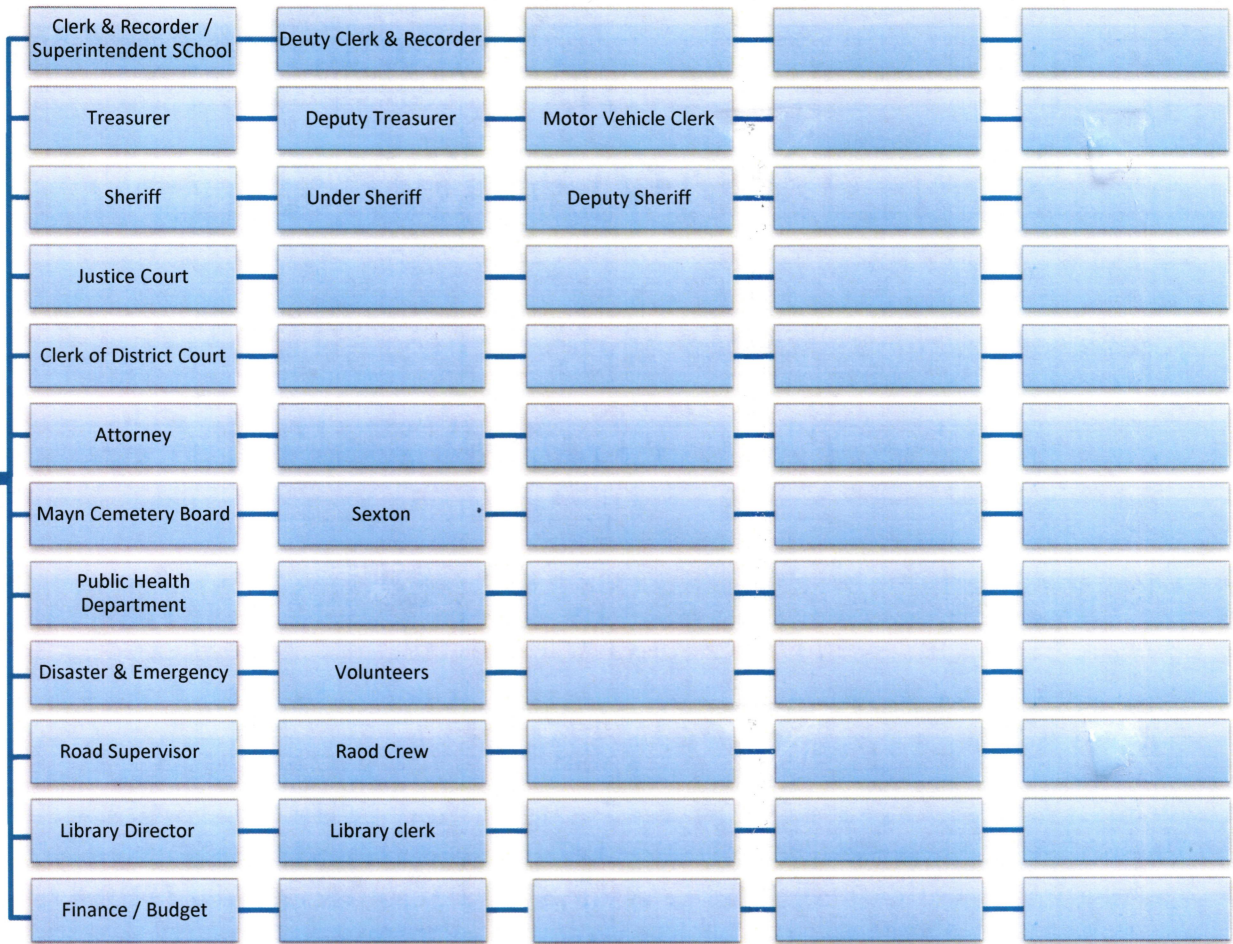 Clerk & Recorder /
Superintendent SChool
Deuty Clerk & Recorder
Treasurer
Deputy Treasurer
Motor Vehicle Clerk
Sheriff
Under Sheriff
Deputy Sheriff
Justice Court
Clerk of District Court
Attorney
Mayn Cemetery Board
Sexton
Public Health
Department
Disaster & Emergency
Volunteers
Road Supervisor
Raod Crew
Library Director
Library clerk
Finance / Budget